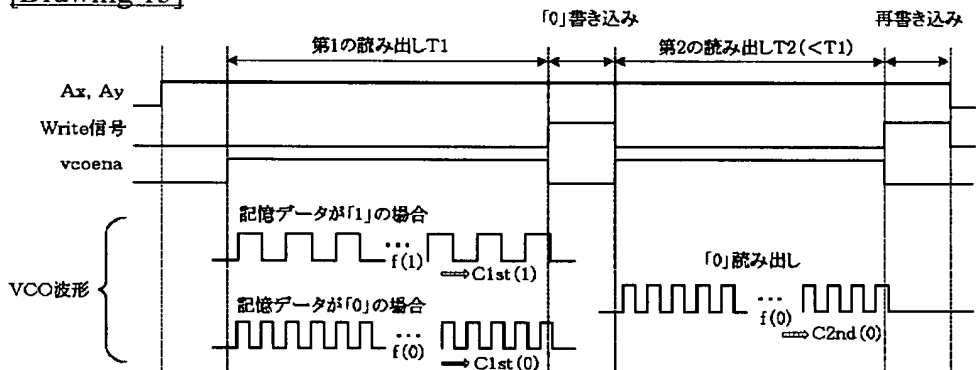 [Drawing 15]
「0」書き込み 再書き込み
第1の読み出しT1 第2の読み出しT2(<T1)
Ax, Ay
Write信号
vcoena
記憶データが「1」の場合
… f(1)
⇒C1st(1)
「0」読み出し
VCO波形
記憶データが「0」の場合
… f(0)
⇒C2nd(0)
… f(0)
⇒C1st(0)